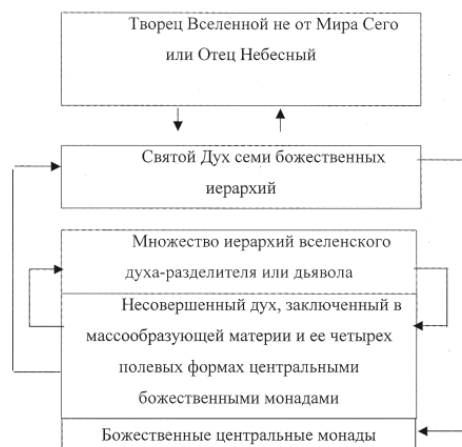 Творец Вселенной не от Мира Сего
или Отец Небесный
Святой Дух семи божественных
иерархий
Множество иерархий вселенского
духа-разделителя или дьявола
Несовершенный дух, заключенный в
массообразующей материи и ее четырех
полевых формах центральными
божественными монадами
Божественные центральные монады